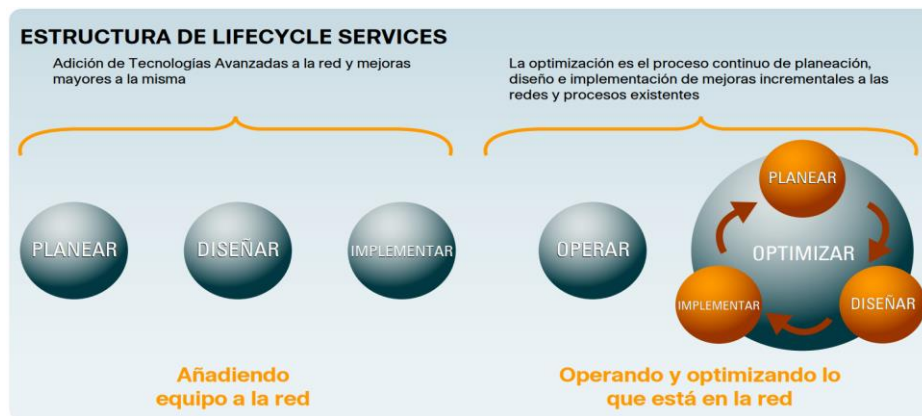 ESTRUCTURA DE LIFECYCLE SERVICES
Adición de Tecnologías Avanzadas a la red y mejoras
mayores a la misma
La optimización es el proceso continuo de planeación,
diseño e implementación de mejoras incrementales a las
redes y procesos existentes
PLANEAR
DISEÑAR
IMPLEMENTAR
OPERAR
PLANEAR
OPTIMIZAR
IMPLEMENTAR
DISEÑAR
Añadiendo
equipo a la red
Operando y optimizando lo
que está en la red